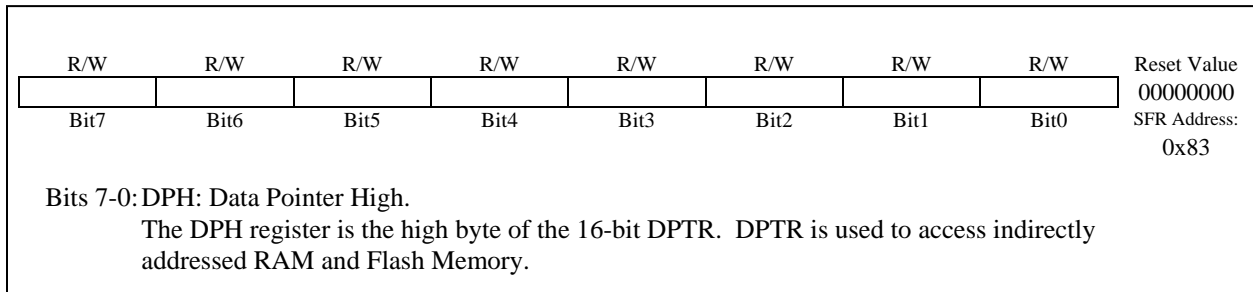 R/W R/W R/W R/W R/W R/W R/W R/W Reset Value
00000000
Bit7 Bit6 Bit5 Bit4 Bit3 Bit2 Bit1 Bit0 SFR Address:
0x83
Bits 7-0: DPH: Data Pointer High.
The DPH register is the high byte of the 16-bit DPTR. DPTR is used to access indirectly
addressed RAM and Flash Memory.